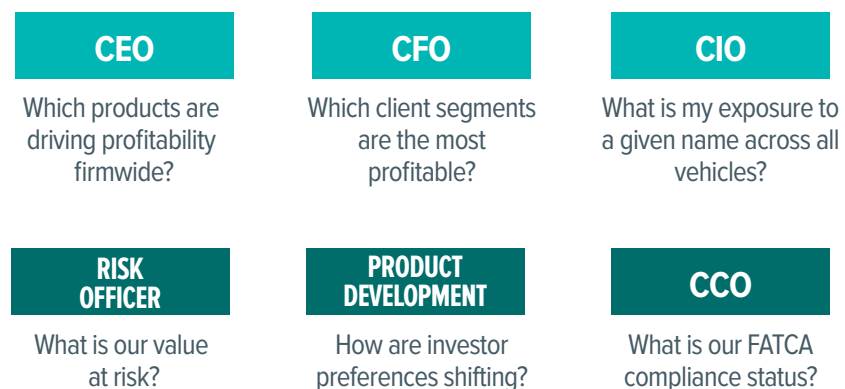 CEO
Which products are
driving profitability
firmwide?
CFO
Which client segments
are the most
profitable?
CIO
What is my exposure to
a given name across all
vehicles?
RISK
OFFICER
What is our value
at risk?
PRODUCT
DEVELOPMENT
How are investor
preferences shifting?
CCO
What is our FATCA
compliance status?